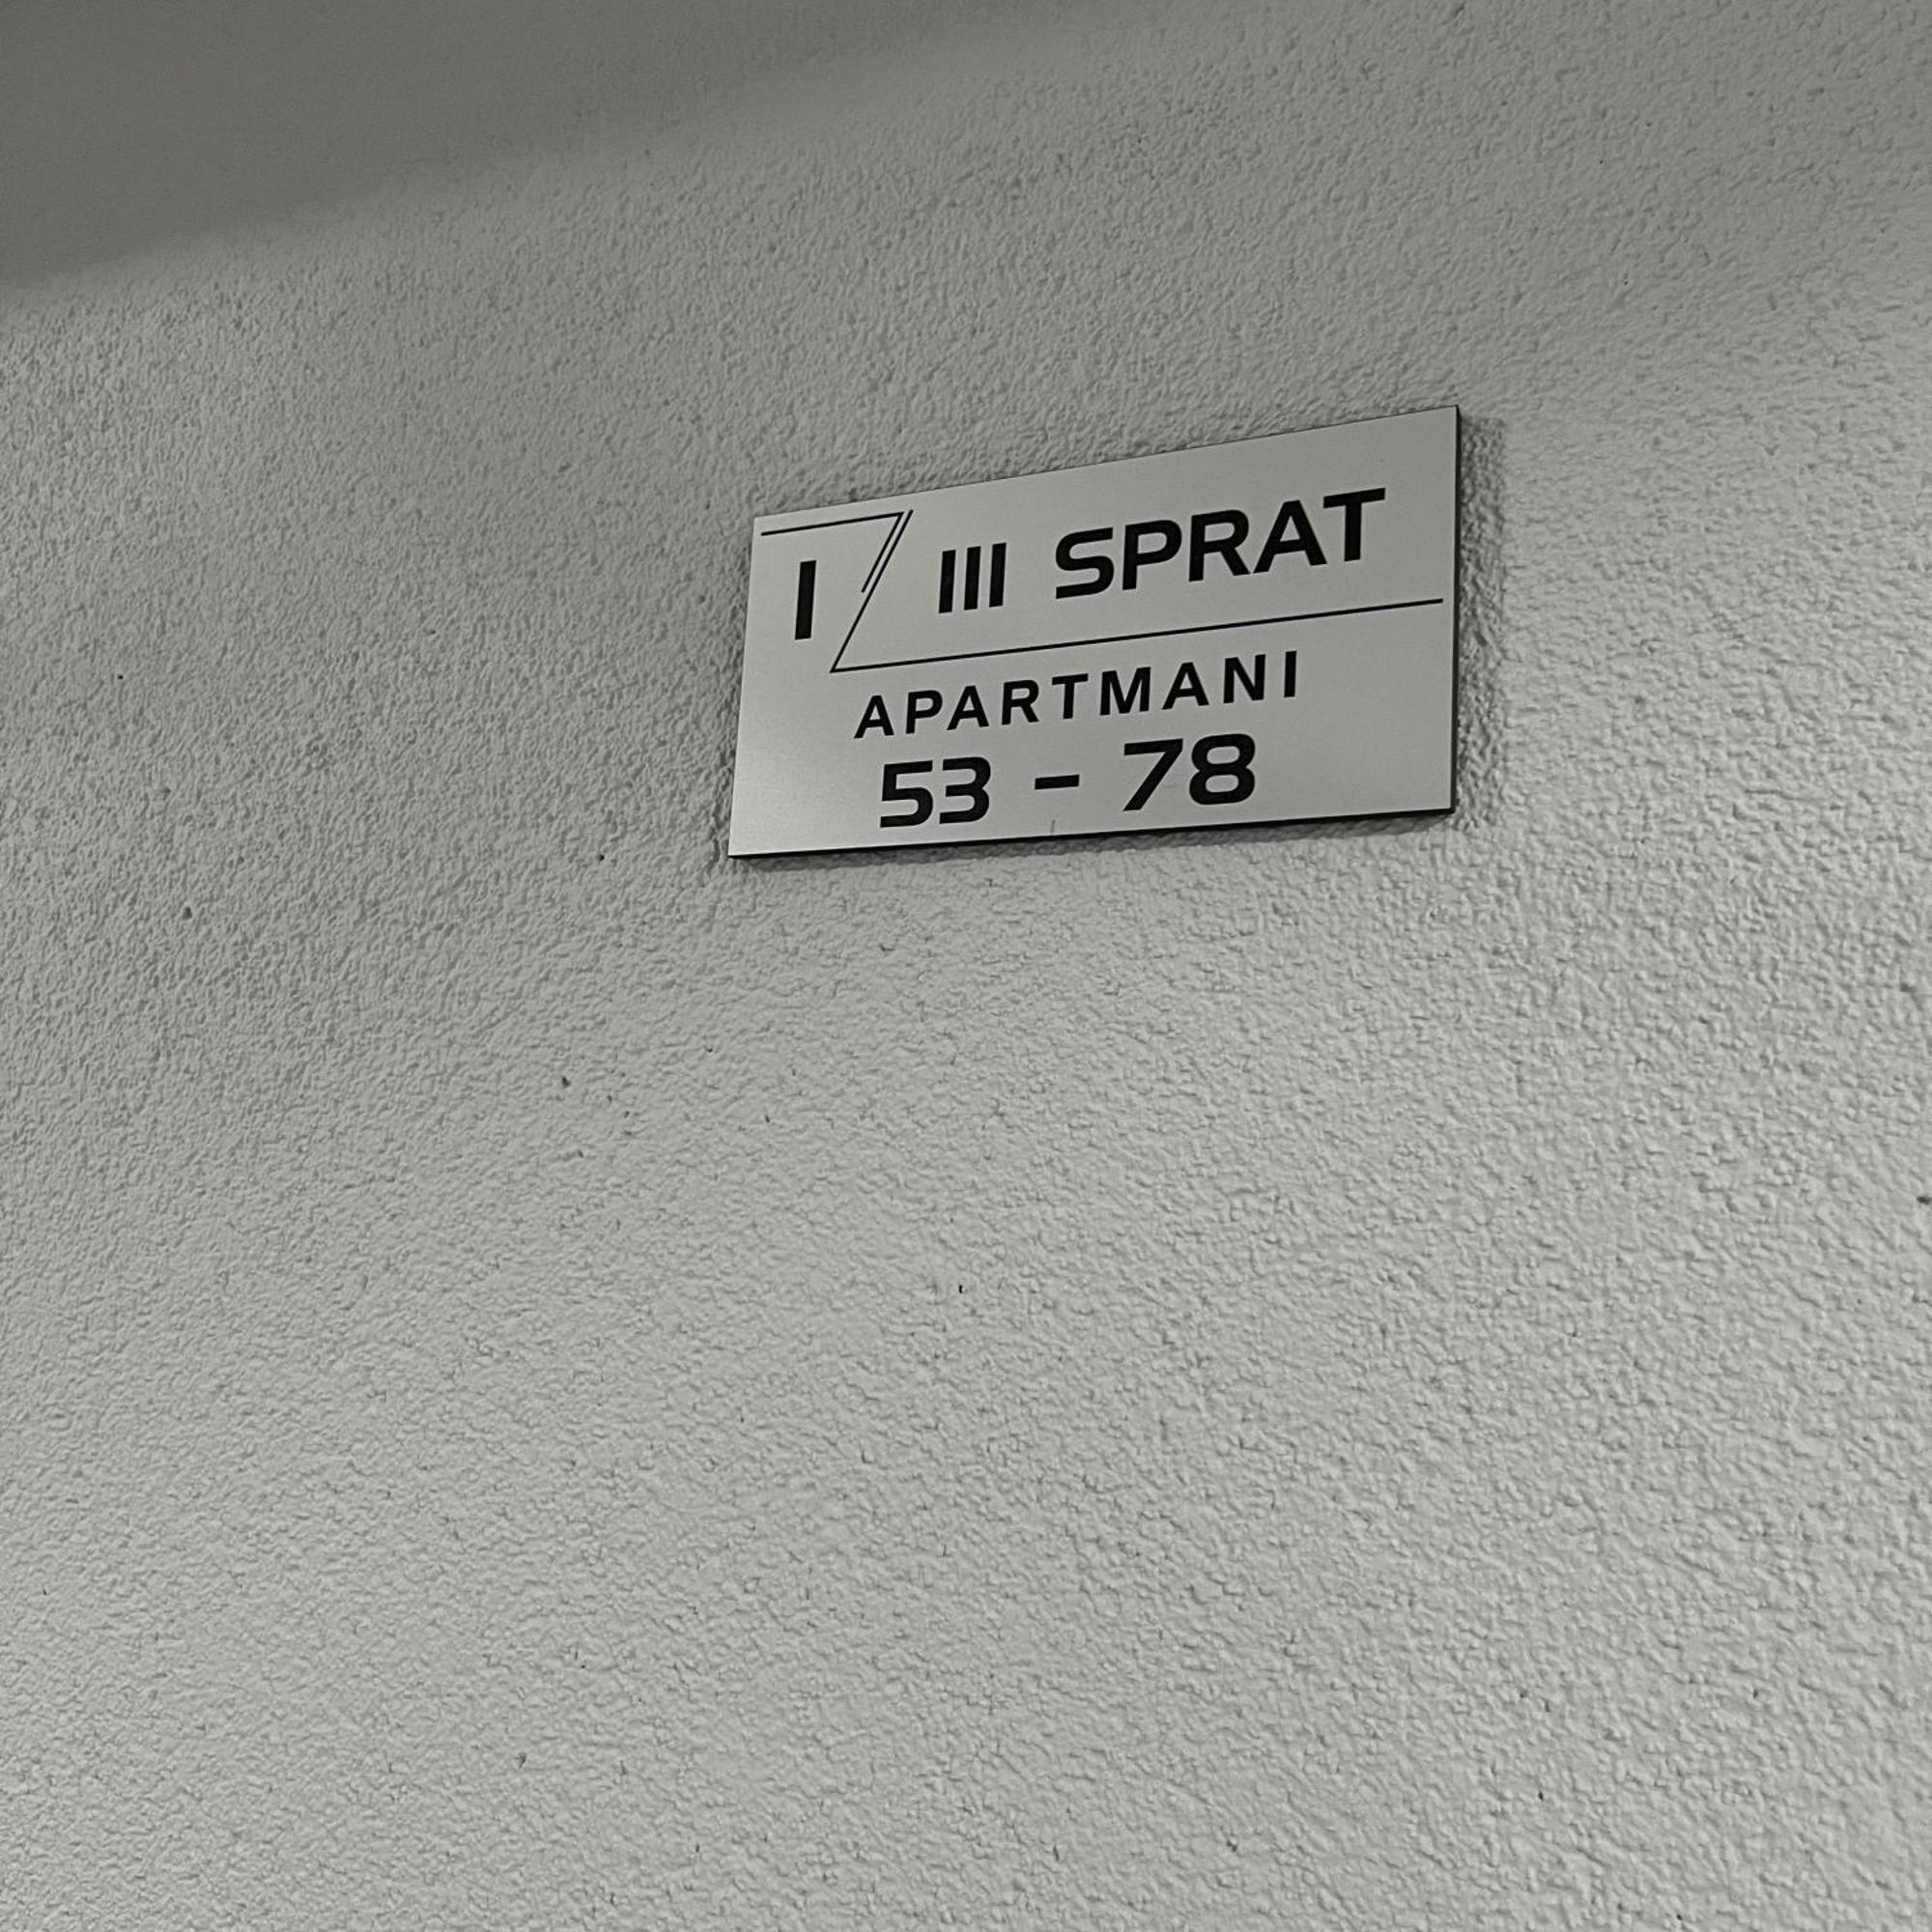 I III SPRAT
APARTMANI
53 - 78